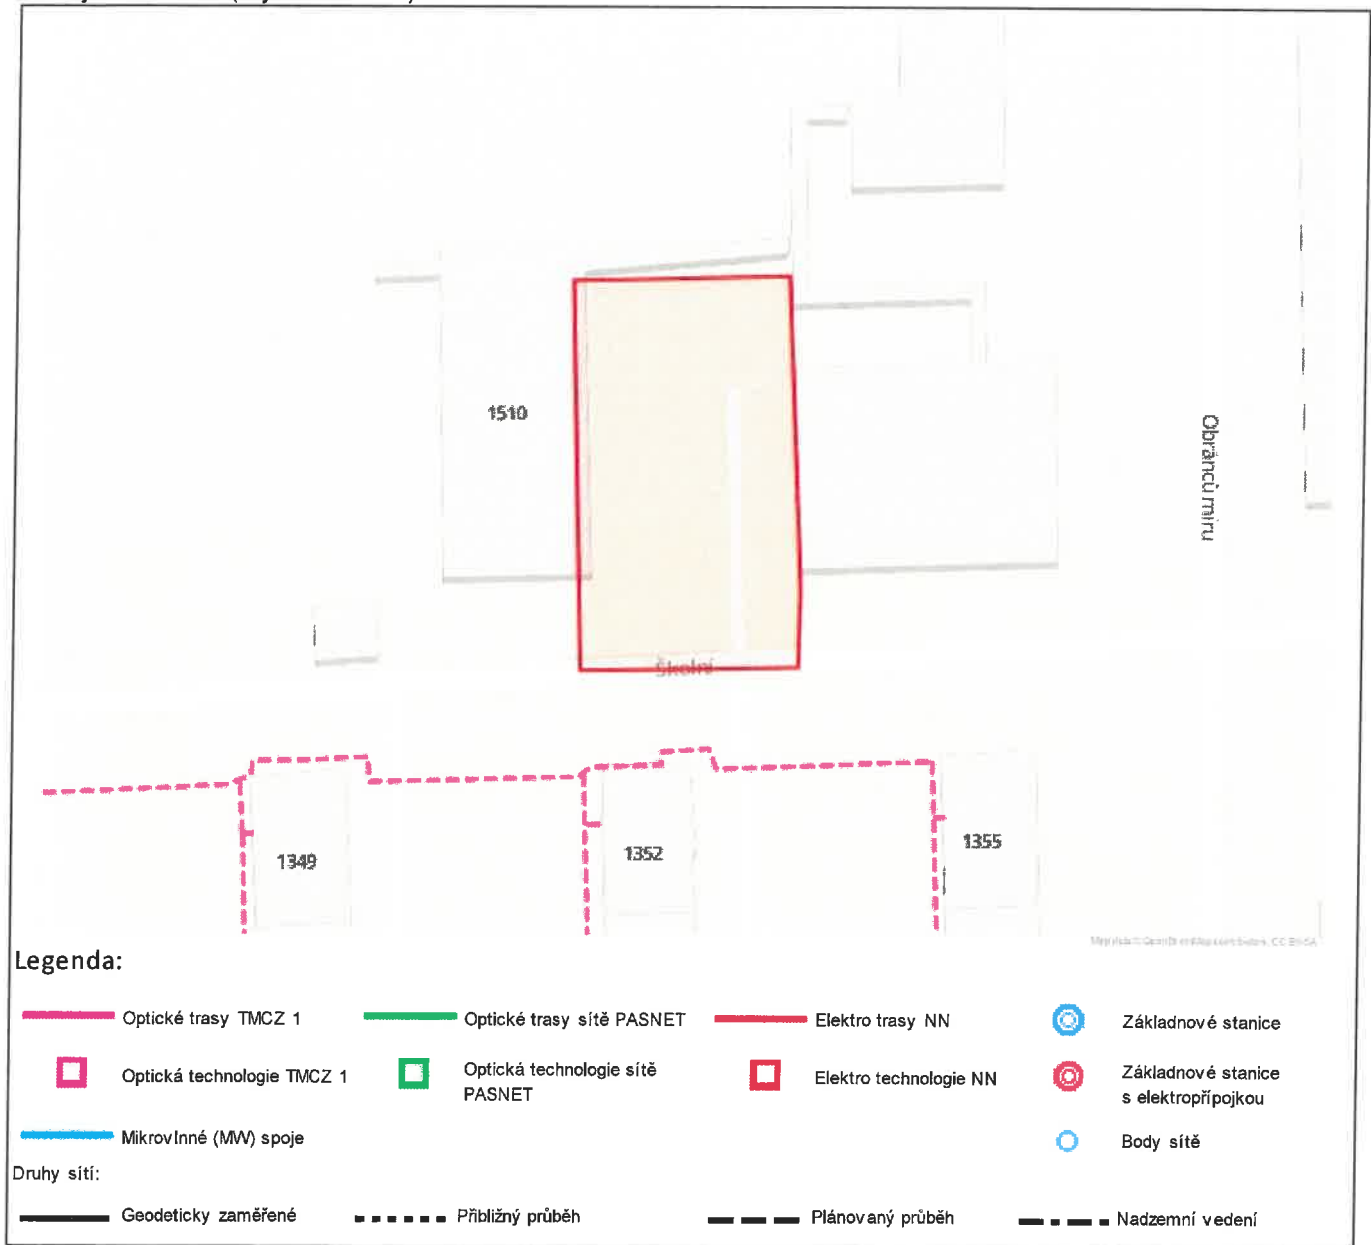 1510
Obránců míru
Školní
1349
1352
1355
Legenda:
Optické trasy TMCZ 1
Optické trasy sítě PASNET
Elektro trasy NN
Základnové stanice
Optická technologie TMCZ 1
Optická technologie sítě
PASNET
Elektro technologie NN
Základnové stanice
s elektropřípojkou
Mikrovlnné (MW) spoje
Body sítě
Druhy sítí:
Geodeticky zaměřené
Přibližný průběh
Plánovaný průběh
Nadzemní vedení